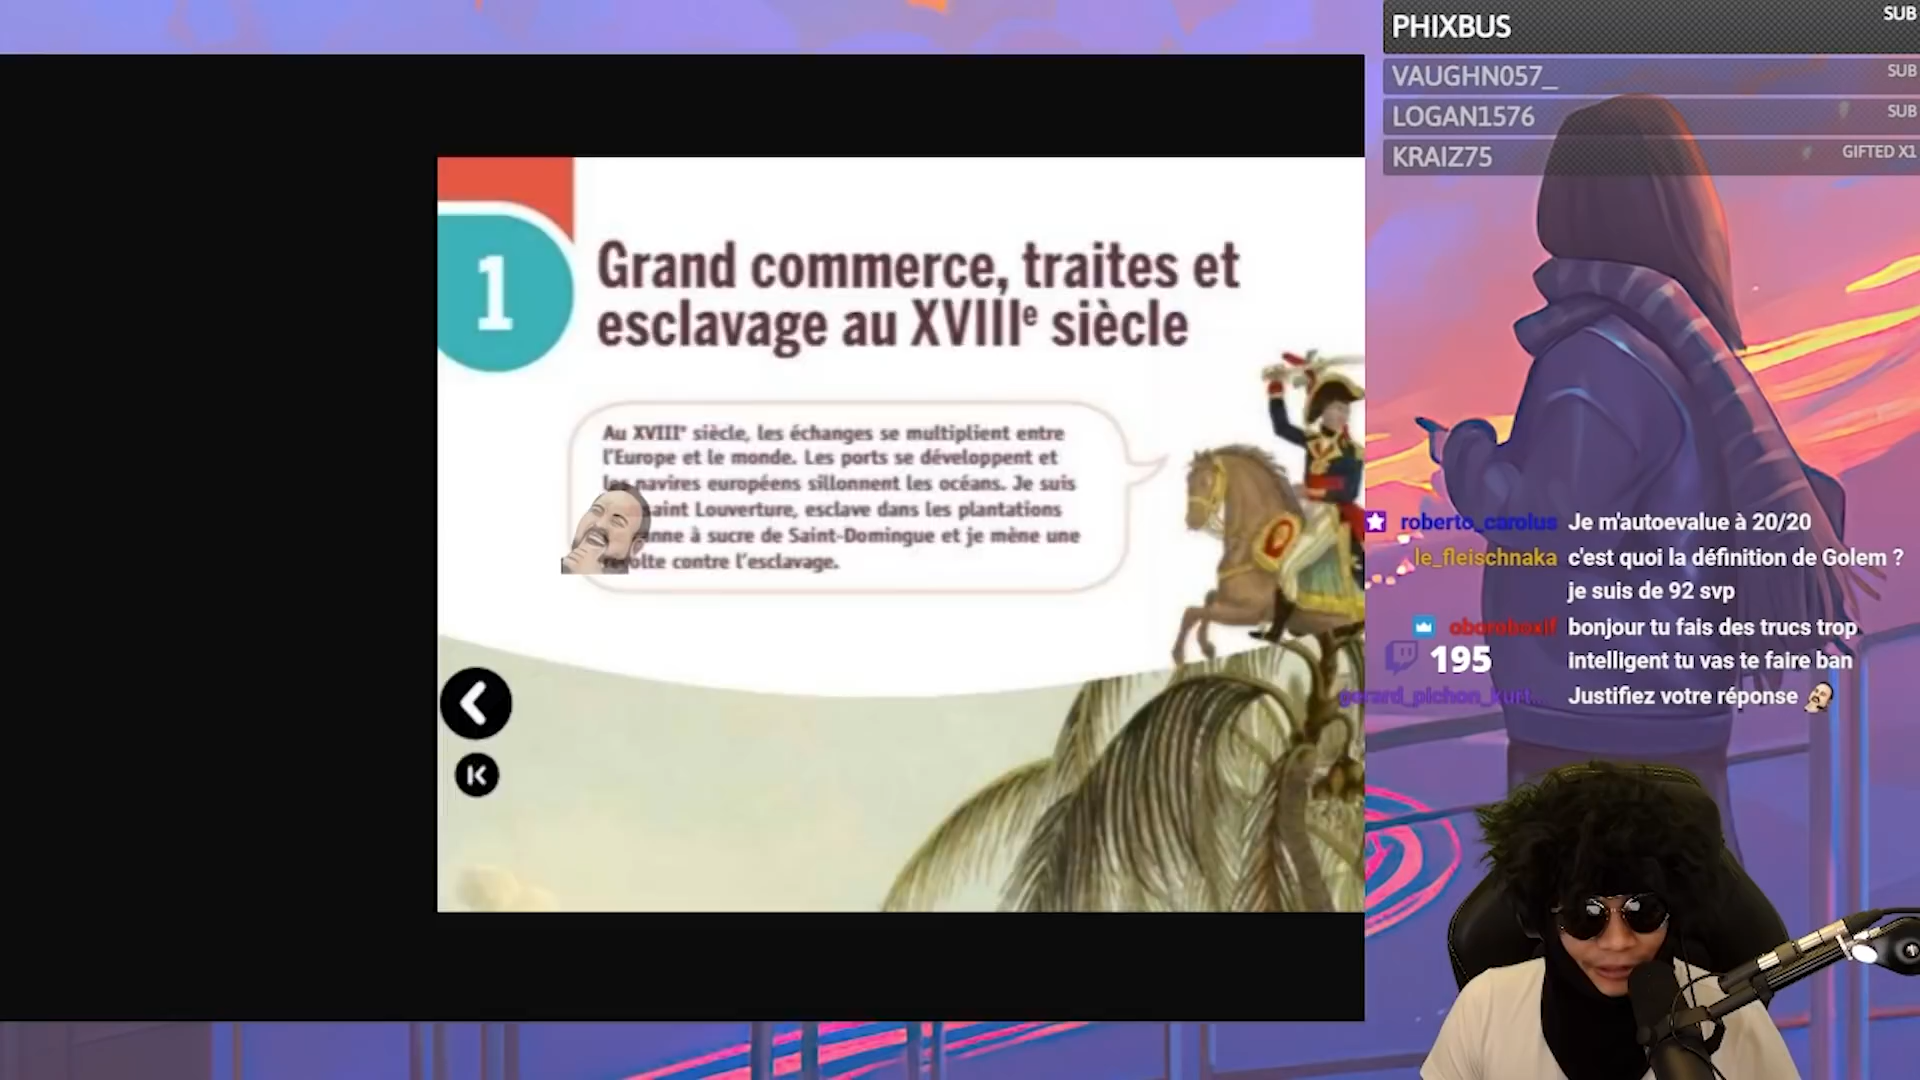 PHIXBUS SUB
VAUGHN057_ SUB
LOGAN1576 SUB
KRAIZ75 GIFTED X1
1
Grand commerce, traites et
esclavage au XVIIIe siècle
Au XVIIIe siècle, les échanges se multiplient entre
l'Europe et le monde. Les ports se développent et
les navires européens sillonnent les océans. Je suis
saint Louverture, esclave dans les plantations
nne à sucre de Saint-Domingue et je mène une
olte contre l'esclavage.
roberto_carolus Je m'autoevalue à 20/20
le_fleischnaka c'est quoi la définition de Golem ?
je suis de 92 svp
bonjour tu fais des trucs trop
195 intelligent tu vas te faire ban
gerard_pichon_kurt... Justifiez votre réponse